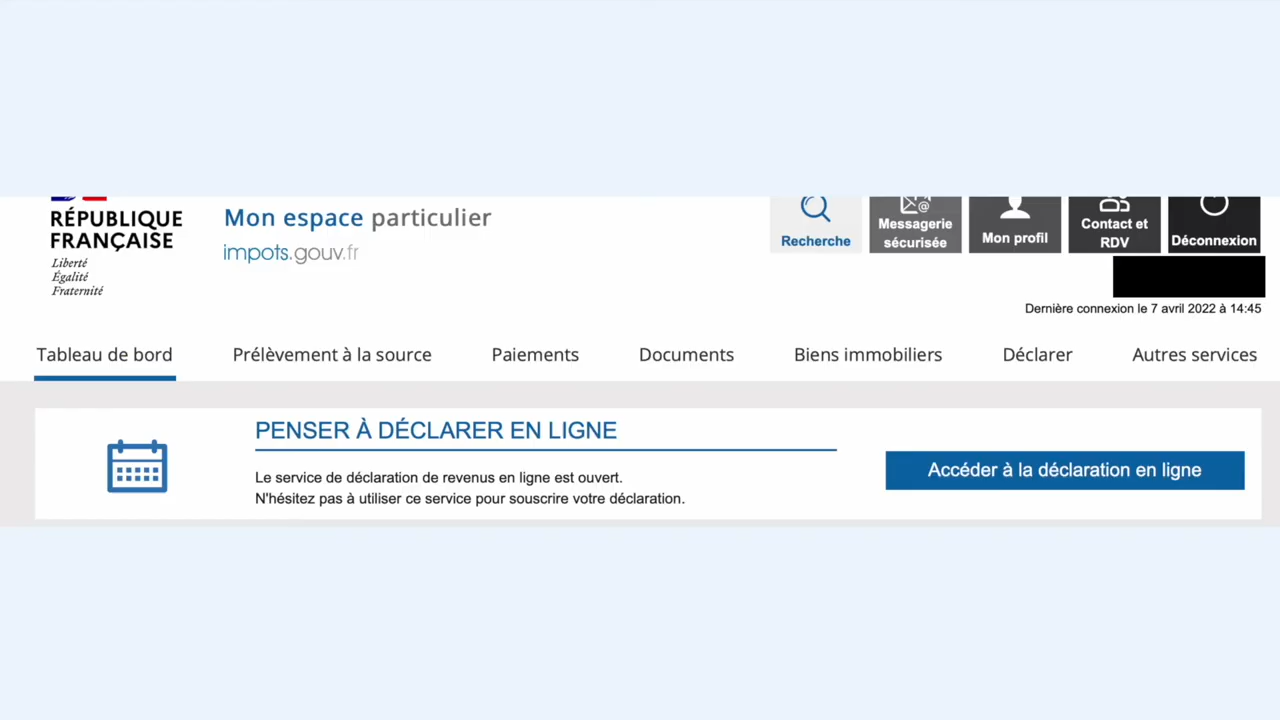 RÉPUBLIQUE
FRANÇAISE
Liberté
Égalité
Fraternité
Mon espace particulier
impots.gouv.fr
Recherche
Messagerie
sécurisée
Mon profil
Contact et
RDV
Déconnexion
Dernière connexion le 7 avril 2022 à 14:45
Tableau de bord
Prélèvement à la source
Paiements
Documents
Biens immobiliers
Déclarer
Autres services
PENSER À DÉCLARER EN LIGNE
Le service de déclaration de revenus en ligne est ouvert.
N'hésitez pas à utiliser ce service pour souscrire votre déclaration.
Accéder à la déclaration en ligne